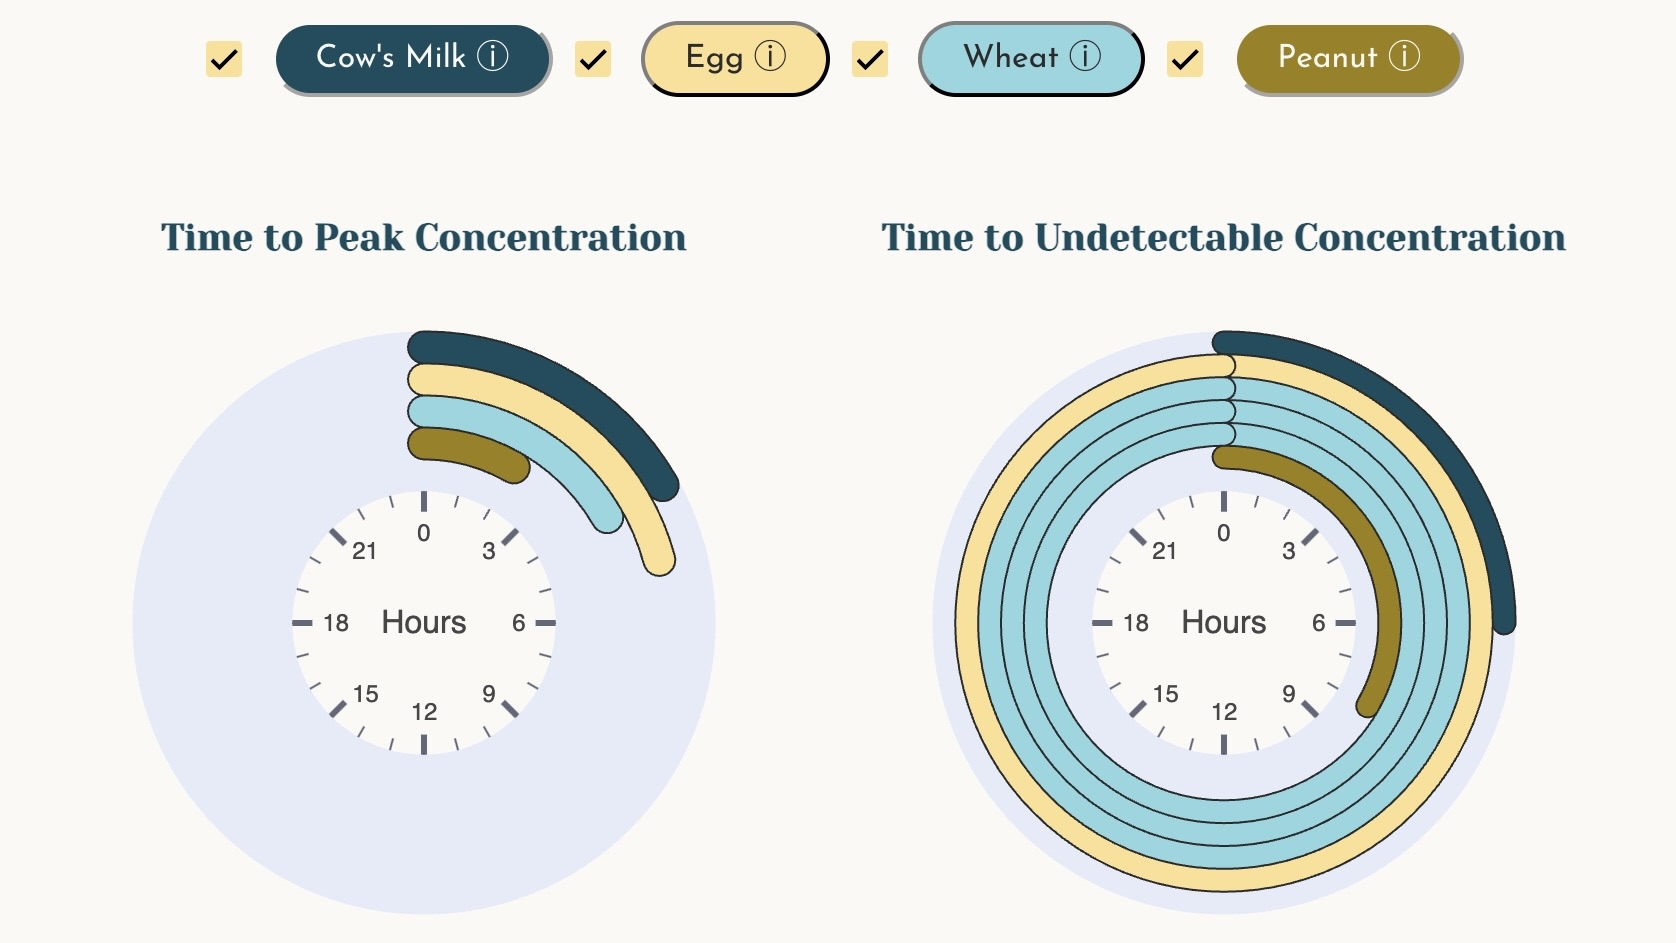 Cow's Milk ⓘ
Egg ⓘ
Wheat ⓘ
Peanut ⓘ
Time to Peak Concentration
Time to Undetectable Concentration
0
3
6
9
12
15
18
21
Hours
0
3
6
9
12
15
18
21
Hours